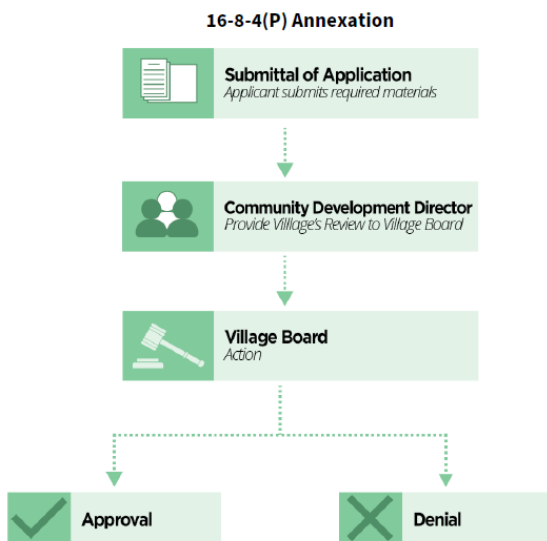 16-8-4(P) Annexation
Submittal of Application
Applicant submits required materials
Community Development Director
Provide Village's Review to Village Board
Village Board
Action
Approval
Denial